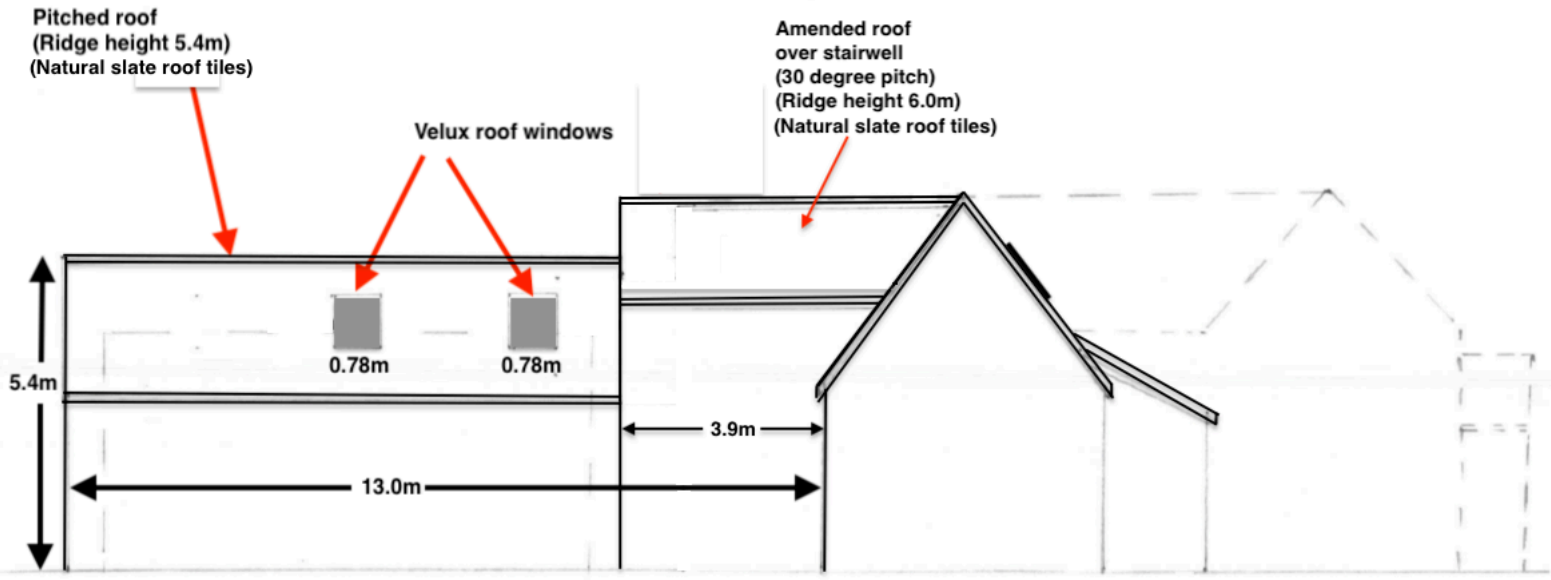 Pitched roof
(Ridge height 5.4m)
(Natural slate roof tiles)
Amended roof
over stairwell
(30 degree pitch)
(Ridge height 6.0m)
(Natural slate roof tiles)
Velux roof windows
0.78m
0.78m
5.4m
3.9m
13.0m